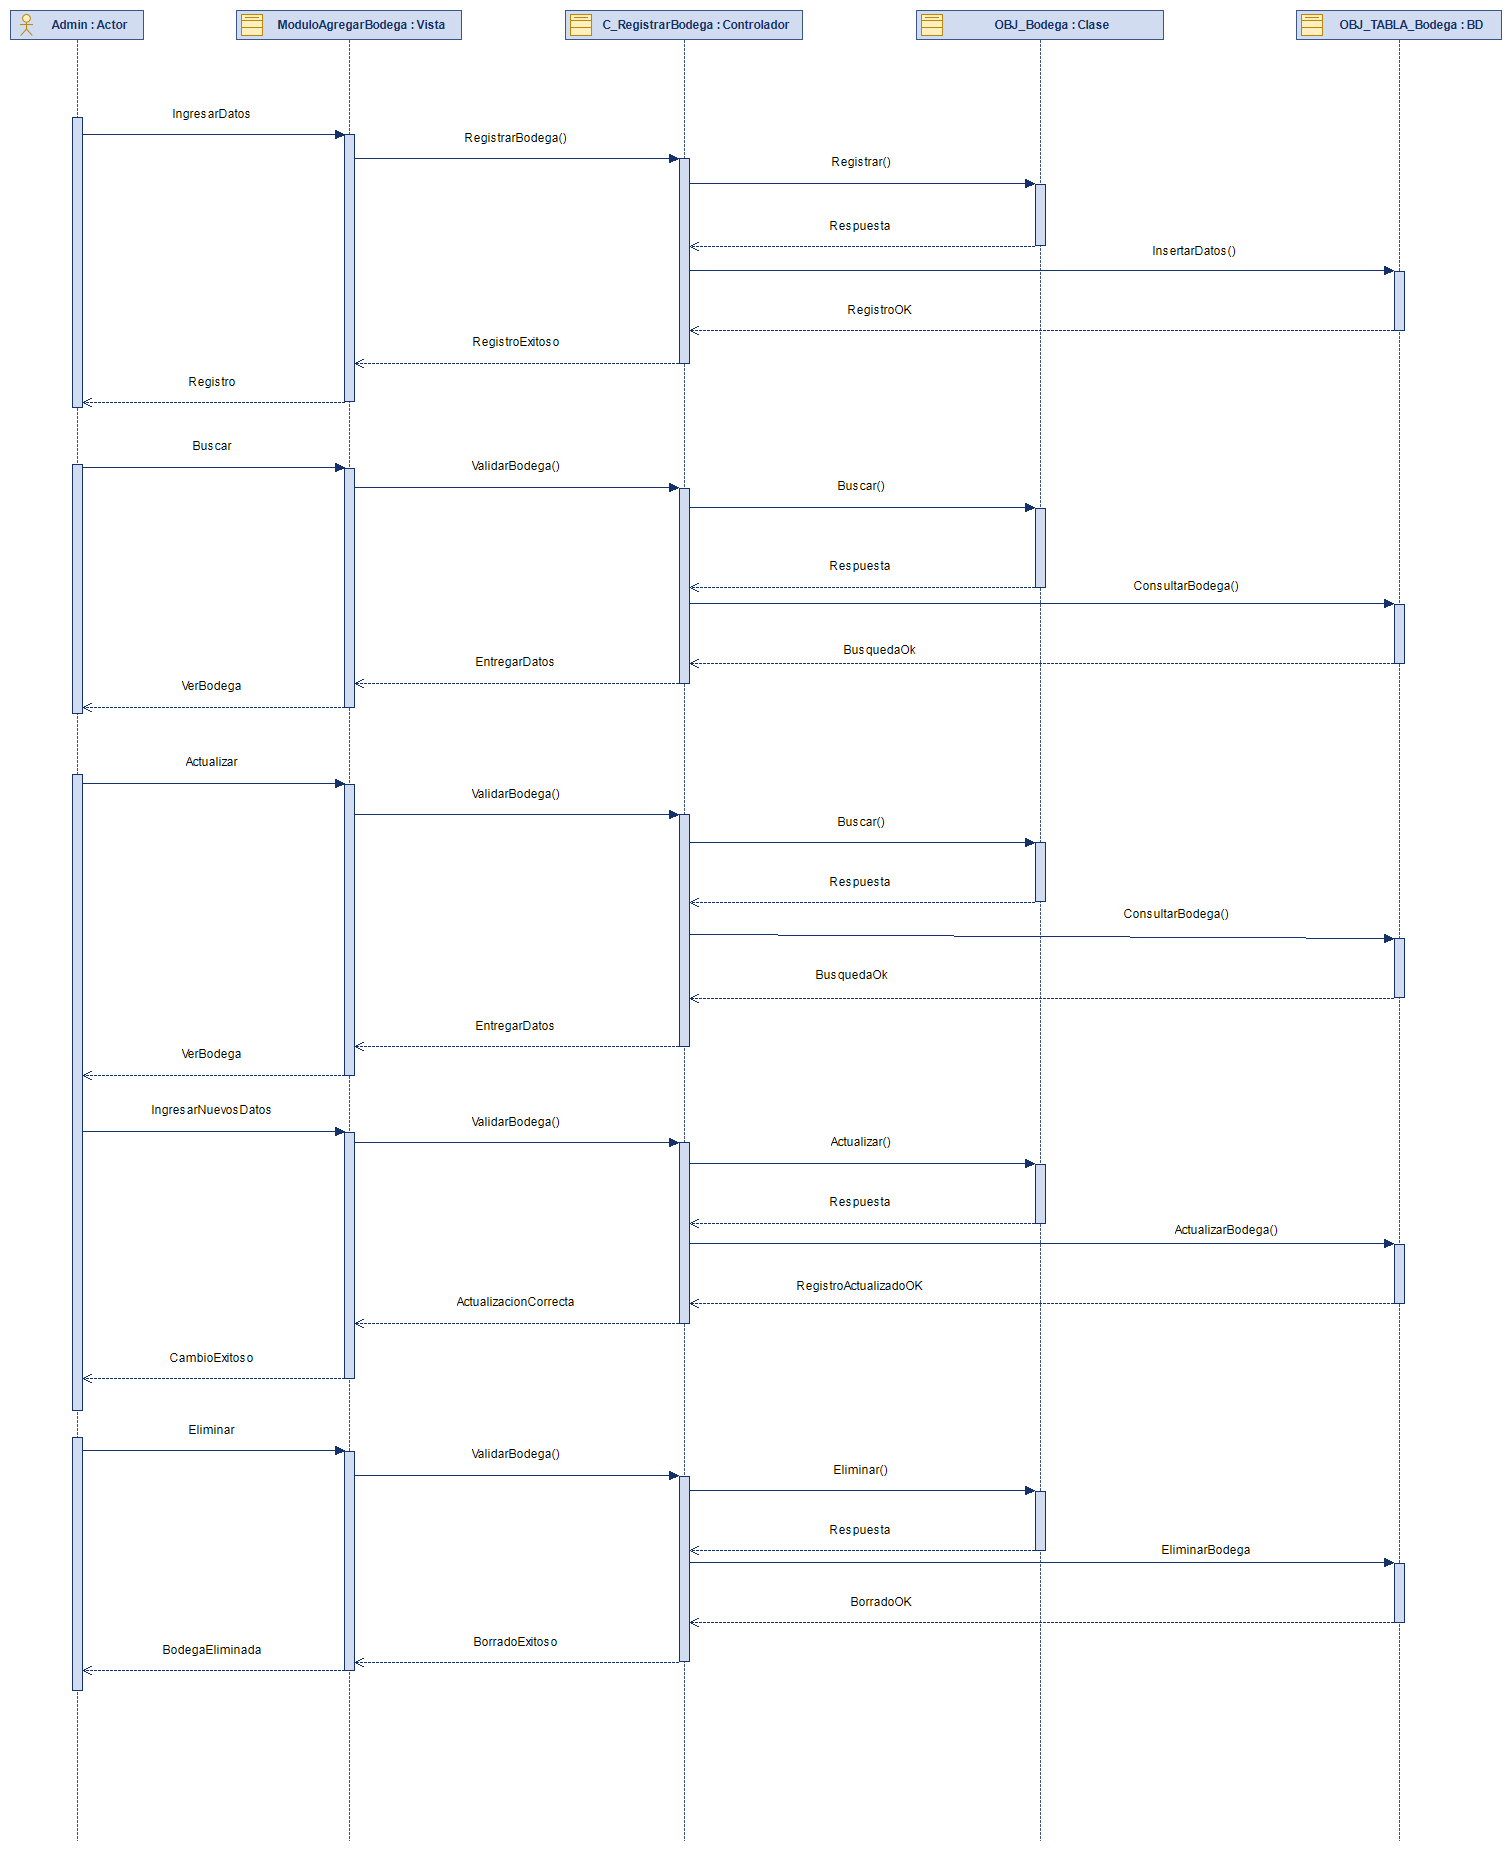 Admin : Actor
ModuloAgregarBodega : Vista
C_RegistrarBodega : Controlador
OBJ_Bodega : Clase
OBJ_TABLA_Bodega : BD
IngresarDatos
RegistrarBodega()
Registrar()
Respuesta
InsertarDatos()
RegistroOK
RegistroExitoso
Registro
Buscar
ValidarBodega()
Buscar()
Respuesta
ConsultarBodega()
BusquedaOk
EntregarDatos
VerBodega
Actualizar
ValidarBodega()
Buscar()
Respuesta
ConsultarBodega()
BusquedaOk
EntregarDatos
VerBodega
IngresarNuevosDatos
ValidarBodega()
Actualizar()
Respuesta
ActualizarBodega()
RegistroActualizadoOK
ActualizacionCorrecta
CambioExitoso
Eliminar
ValidarBodega()
Eliminar()
Respuesta
EliminarBodega
BorradoOK
BorradoExitoso
BodegaEliminada